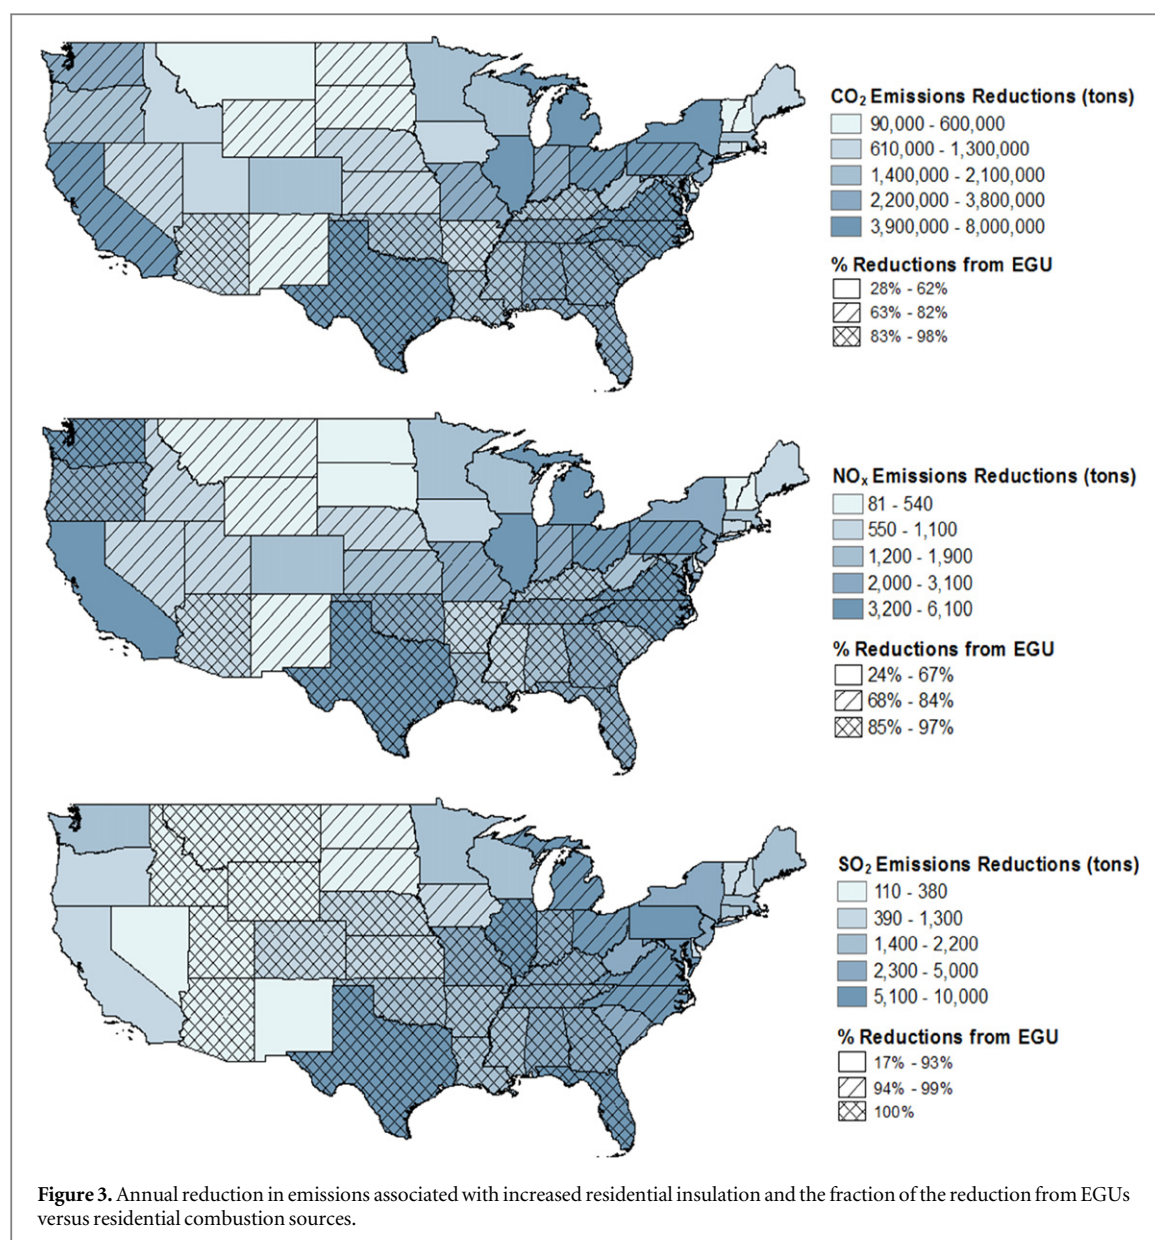 CO₂ Emissions Reductions (tons)
90,000 - 600,000
610,000 - 1,300,000
1,400,000 - 2,100,000
2,200,000 - 3,800,000
3,900,000 - 8,000,000
% Reductions from EGU
28% - 62%
63% - 82%
83% - 98%
NOₓ Emissions Reductions (tons)
81 - 540
550 - 1,100
1,200 - 1,900
2,000 - 3,100
3,200 - 6,100
% Reductions from EGU
24% - 67%
68% - 84%
85% - 97%
SO₂ Emissions Reductions (tons)
110 - 380
390 - 1,300
1,400 - 2,200
2,300 - 5,000
5,100 - 10,000
% Reductions from EGU
17% - 93%
94% - 99%
100%
Figure 3. Annual reduction in emissions associated with increased residential insulation and the fraction of the reduction from EGUs
versus residential combustion sources.